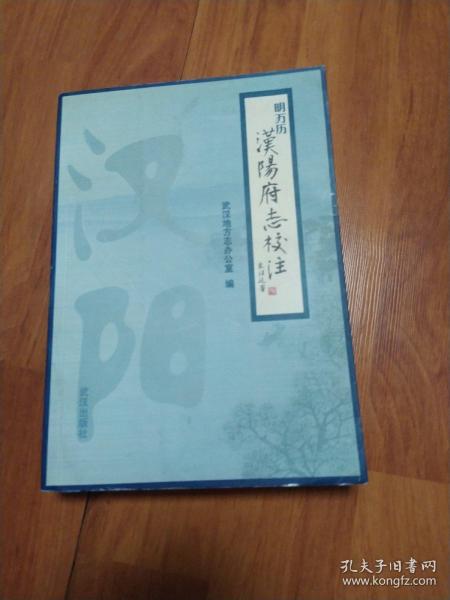 明万历
漢陽府志校注
武汉地方志办公室 编
汉阳
武汉出版社
孔夫子旧书网
www.kongfz.com